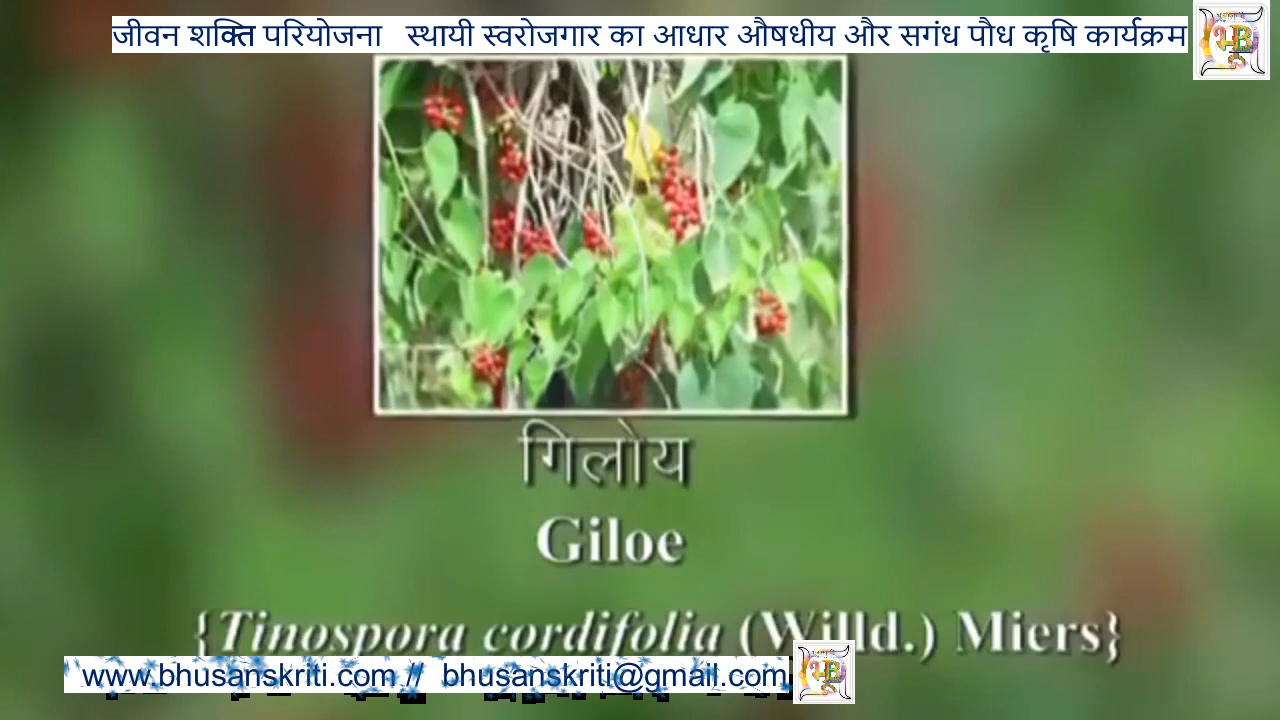 जीवन शक्ति परियोजना स्थायी स्वरोजगार का आधार औषधीय और सगंध पौध कृषि कार्यक्रम
गिलोय
Giloe
{Tinospora cordifolia (Willd.) Miers}
www.bhusanskriti.com // bhusanskriti@gmail.com